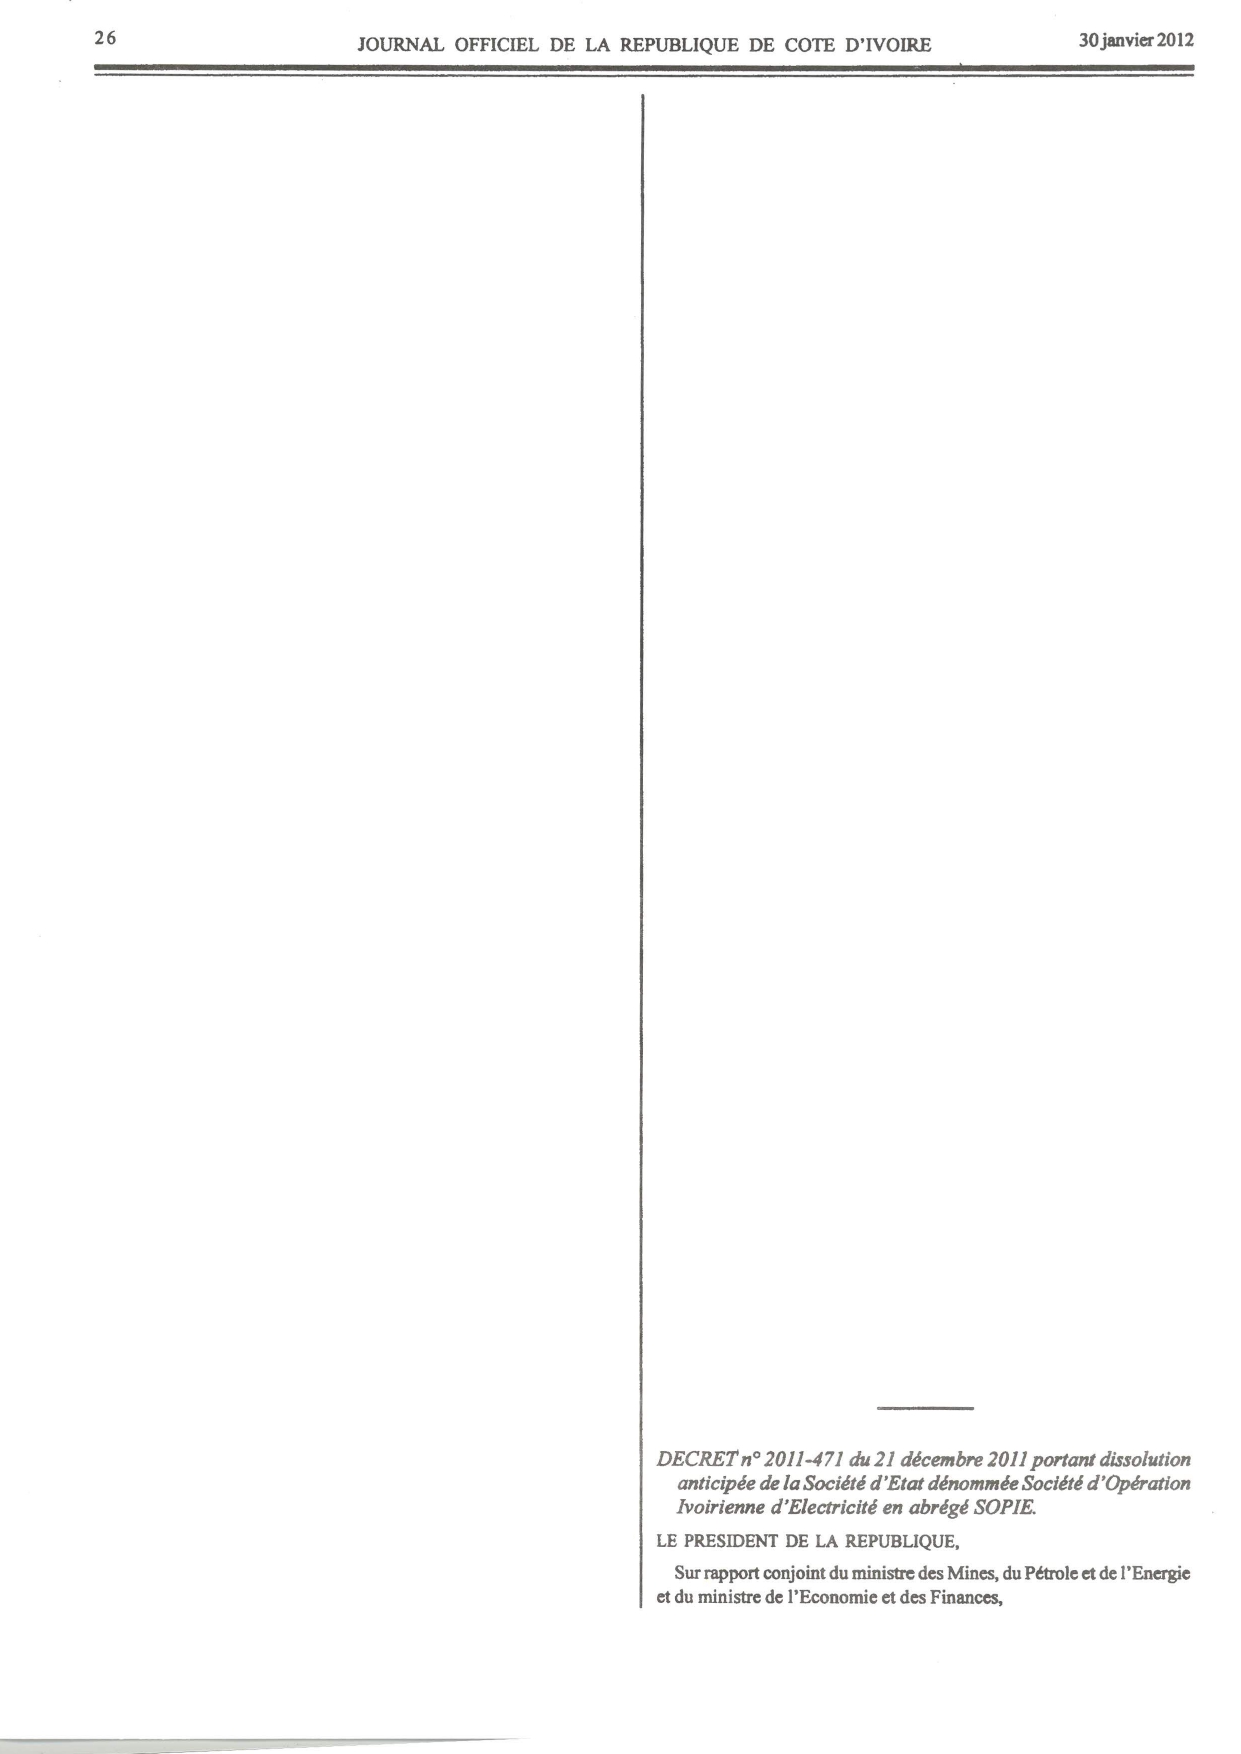 26
JOURNAL OFFICIEL DE LA REPUBLIQUE DE COTE D'IVOIRE
30 janvier 2012
DECRET n° 2011-471 du 21 décembre 2011 portant dissolution
anticipée de la Société d'Etat dénommée Société d'Opération
Ivoirienne d'Electricité en abrégé SOPIE.
LE PRESIDENT DE LA REPUBLIQUE,
Sur rapport conjoint du ministre des Mines, du Pétrole et de l'Energie
et du ministre de l'Economie et des Finances,